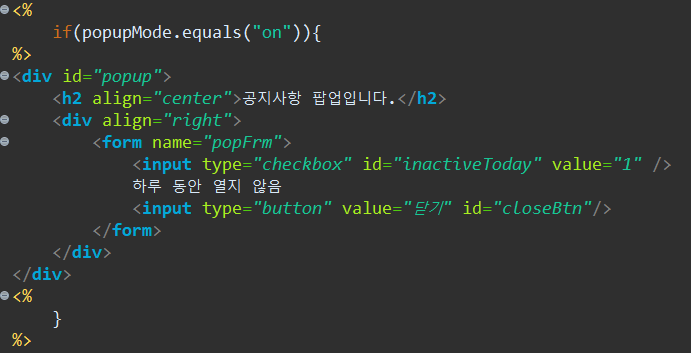 <%
    if(popupMode.equals("on")){
%>
<div id="popup">
    <h2 align="center">공지사항 팝업입니다.</h2>
    <div align="right">
        <form name="popFrm">
            <input type="checkbox" id="inactiveToday" value="1" />
            하루 동안 열지 않음
            <input type="button" value="닫기" id="closeBtn"/>
        </form>
    </div>
</div>
<%
    }
%>